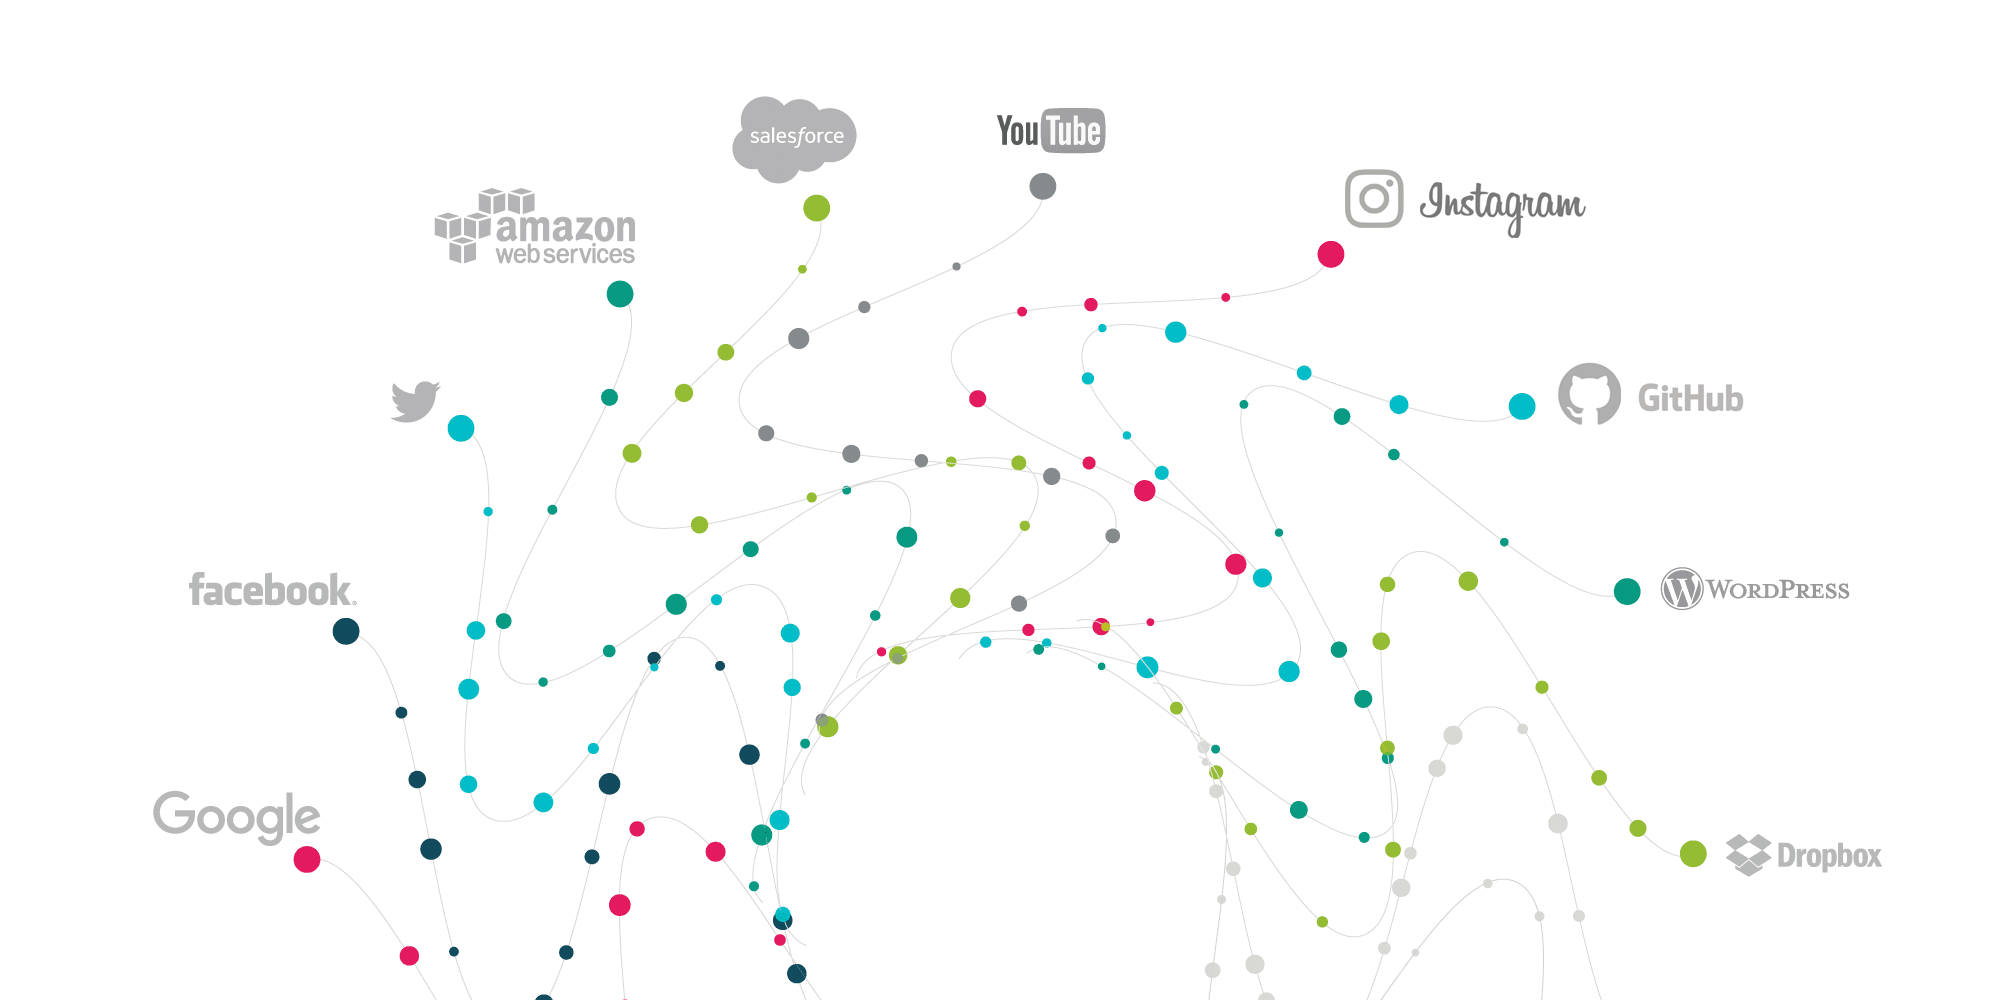 salesforce
YouTube
Instagram
amazon
web services
GitHub
facebook.
WORDPRESS
Google
Dropbox